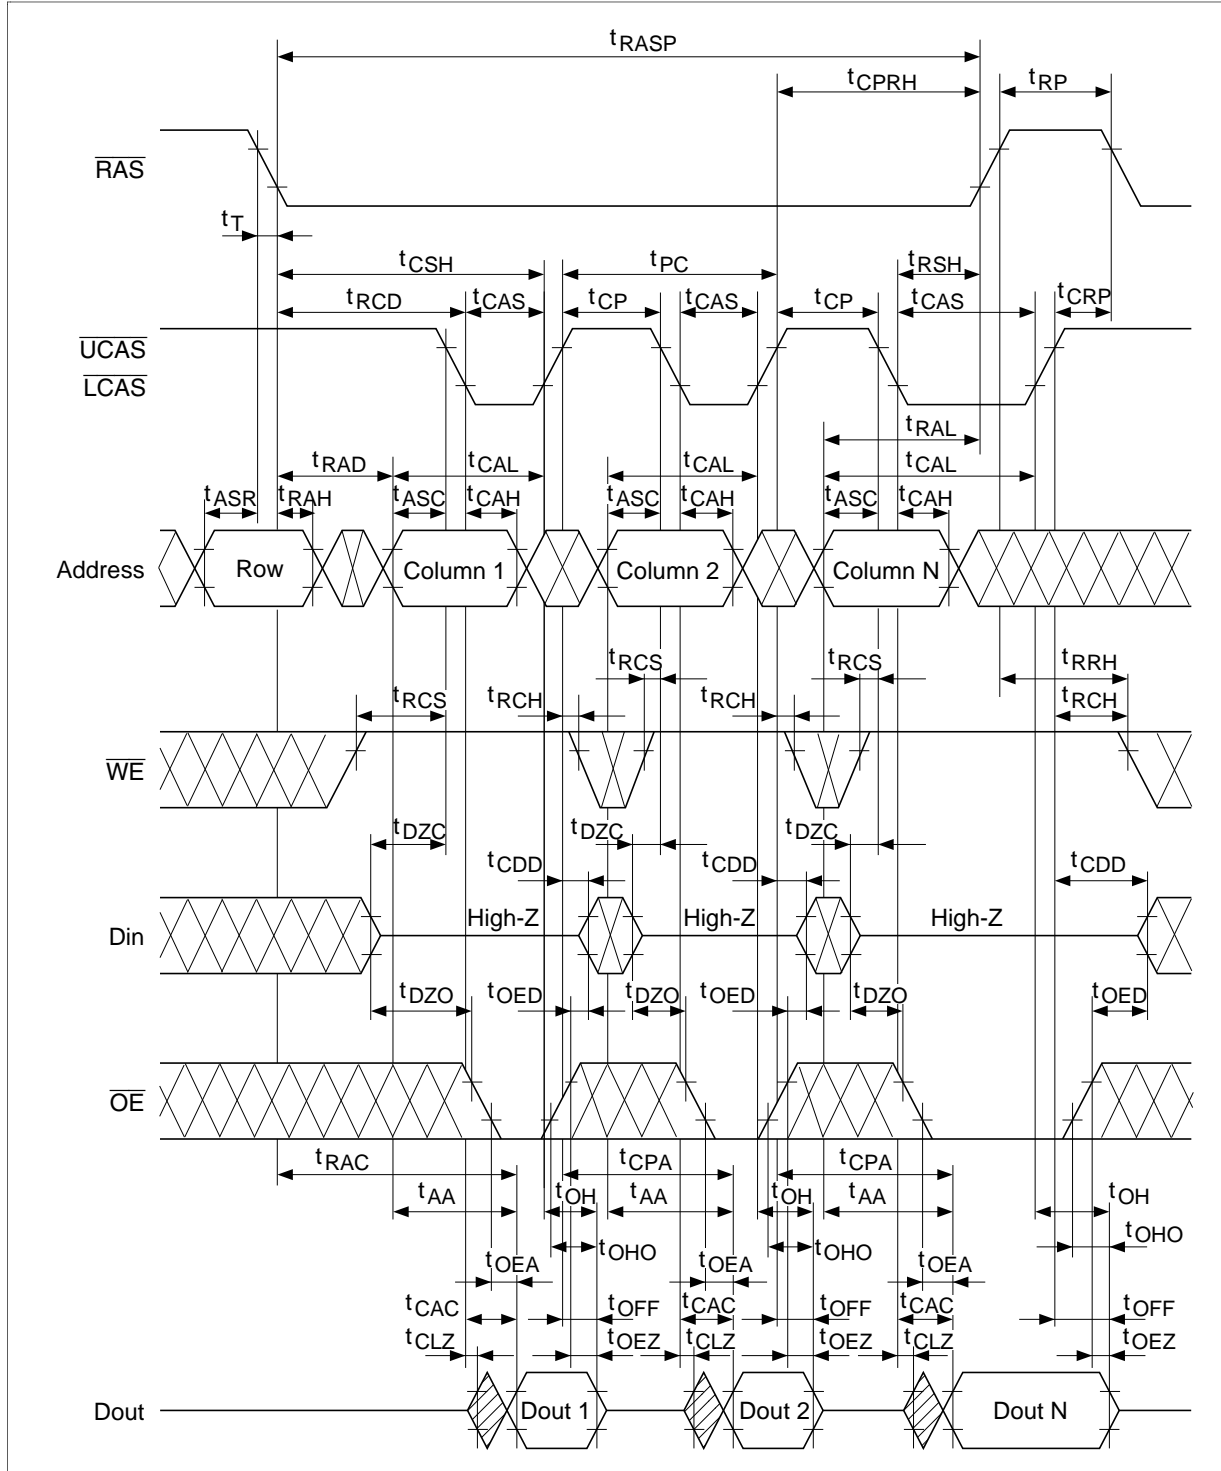 tRASP
tCPRH tRP
RAS
tT
tCSH tPC tRSH
tRCD tCAS tCP tCAS tCP tCAS tCRP
UCAS
LCAS
tRAL
tRAD tCAL tCAL tCAL
tASR tRAH tASC tCAH tASC tCAH tASC tCAH
Address Row Column 1 Column 2 Column N
tRCS tRCS tRRH
tRCS tRCH tRCH tRCH
WE
tDZC tDZC tDZC
tCDD tCDD tCDD
High-Z High-Z High-Z
Din
tDZO tOED tDZO tOED tDZO tOED
OE
tRAC tCPA tCPA
tAA tOH tAA tOH tAA tOH
tOHO tOHO tOHO
tOEA tOEA tOEA
tCAC tOFF tCAC tOFF tCAC tOFF
tCLZ tOEZ tCLZ tOEZ tCLZ tOEZ
Dout Dout 1 Dout 2 Dout N